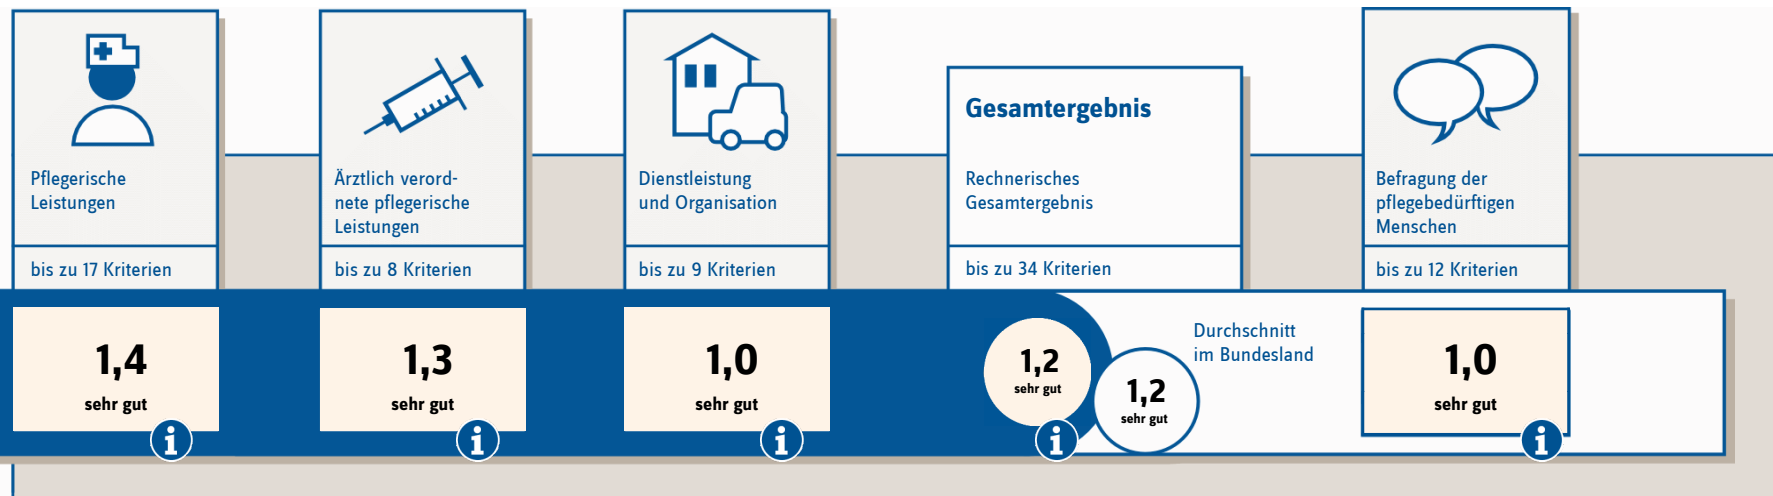 Pflegerische
Leistungen
bis zu 17 Kriterien
1,4
sehr gut
i
Ärztlich verord-
nete pflegerische
Leistungen
bis zu 8 Kriterien
1,3
sehr gut
i
Dienstleistung
und Organisation
bis zu 9 Kriterien
1,0
sehr gut
i
Gesamtergebnis
Rechnerisches
Gesamtergebnis
bis zu 34 Kriterien
1,2
sehr gut
i
1,2
sehr gut
Durchschnitt
im Bundesland
Befragung der
pflegebedürftigen
Menschen
bis zu 12 Kriterien
1,0
sehr gut
i